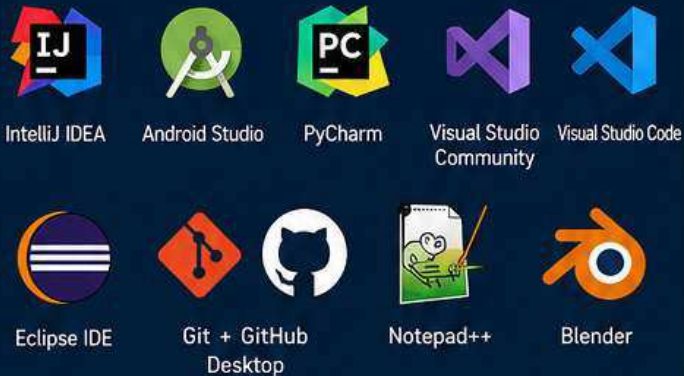 IJ
PC
IntelliJ IDEA
Android Studio
PyCharm
Visual Studio
Community
Visual Studio Code
Eclipse IDE
Git + GitHub
Desktop
Notepad++
Blender